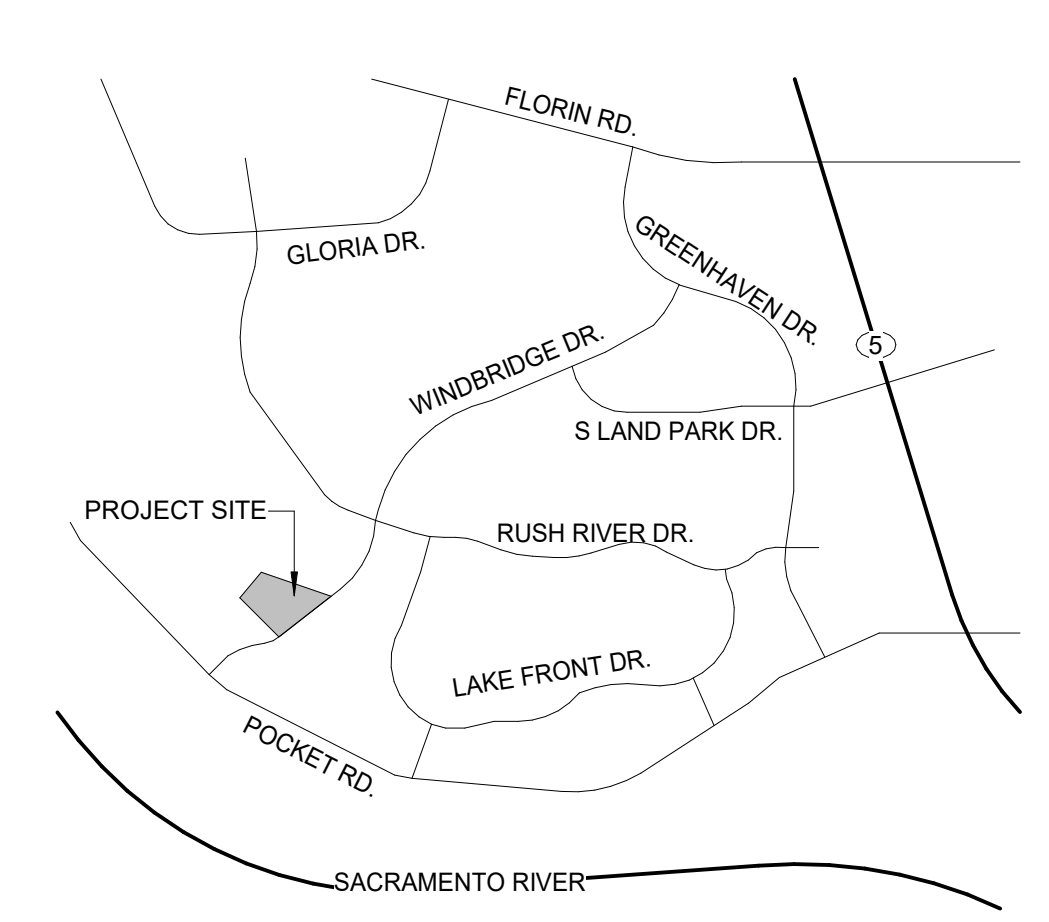 FLORIN RD.
GREENHAVEN DR.
GLORIA DR.
WINDBRIDGE DR.
5
S LAND PARK DR.
PROJECT SITE
RUSH RIVER DR.
LAKE FRONT DR.
POCKET RD.
SACRAMENTO RIVER